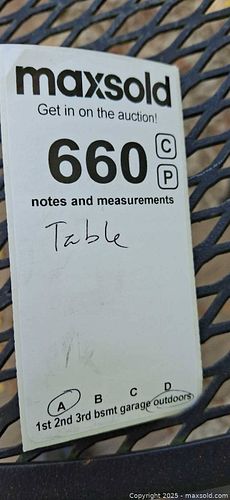 maxsold
Get in on the auction!
660 C
P
notes and measurements
Table
A B C D
1st 2nd 3rd bsmt garage outdoors
Copyright 2025 - maxsold.com